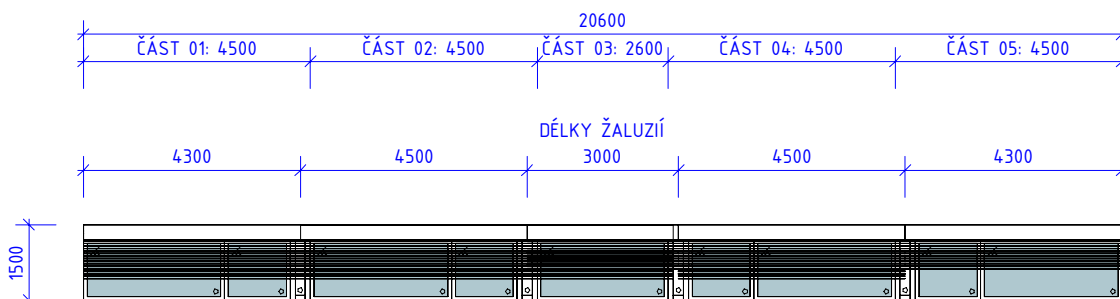 20600
ČÁST 01: 4500 ČÁST 02: 4500 ČÁST 03: 2600 ČÁST 04: 4500 ČÁST 05: 4500
DÉLKY ŽALUZIÍ
4300 4500 3000 4500 4300
1500